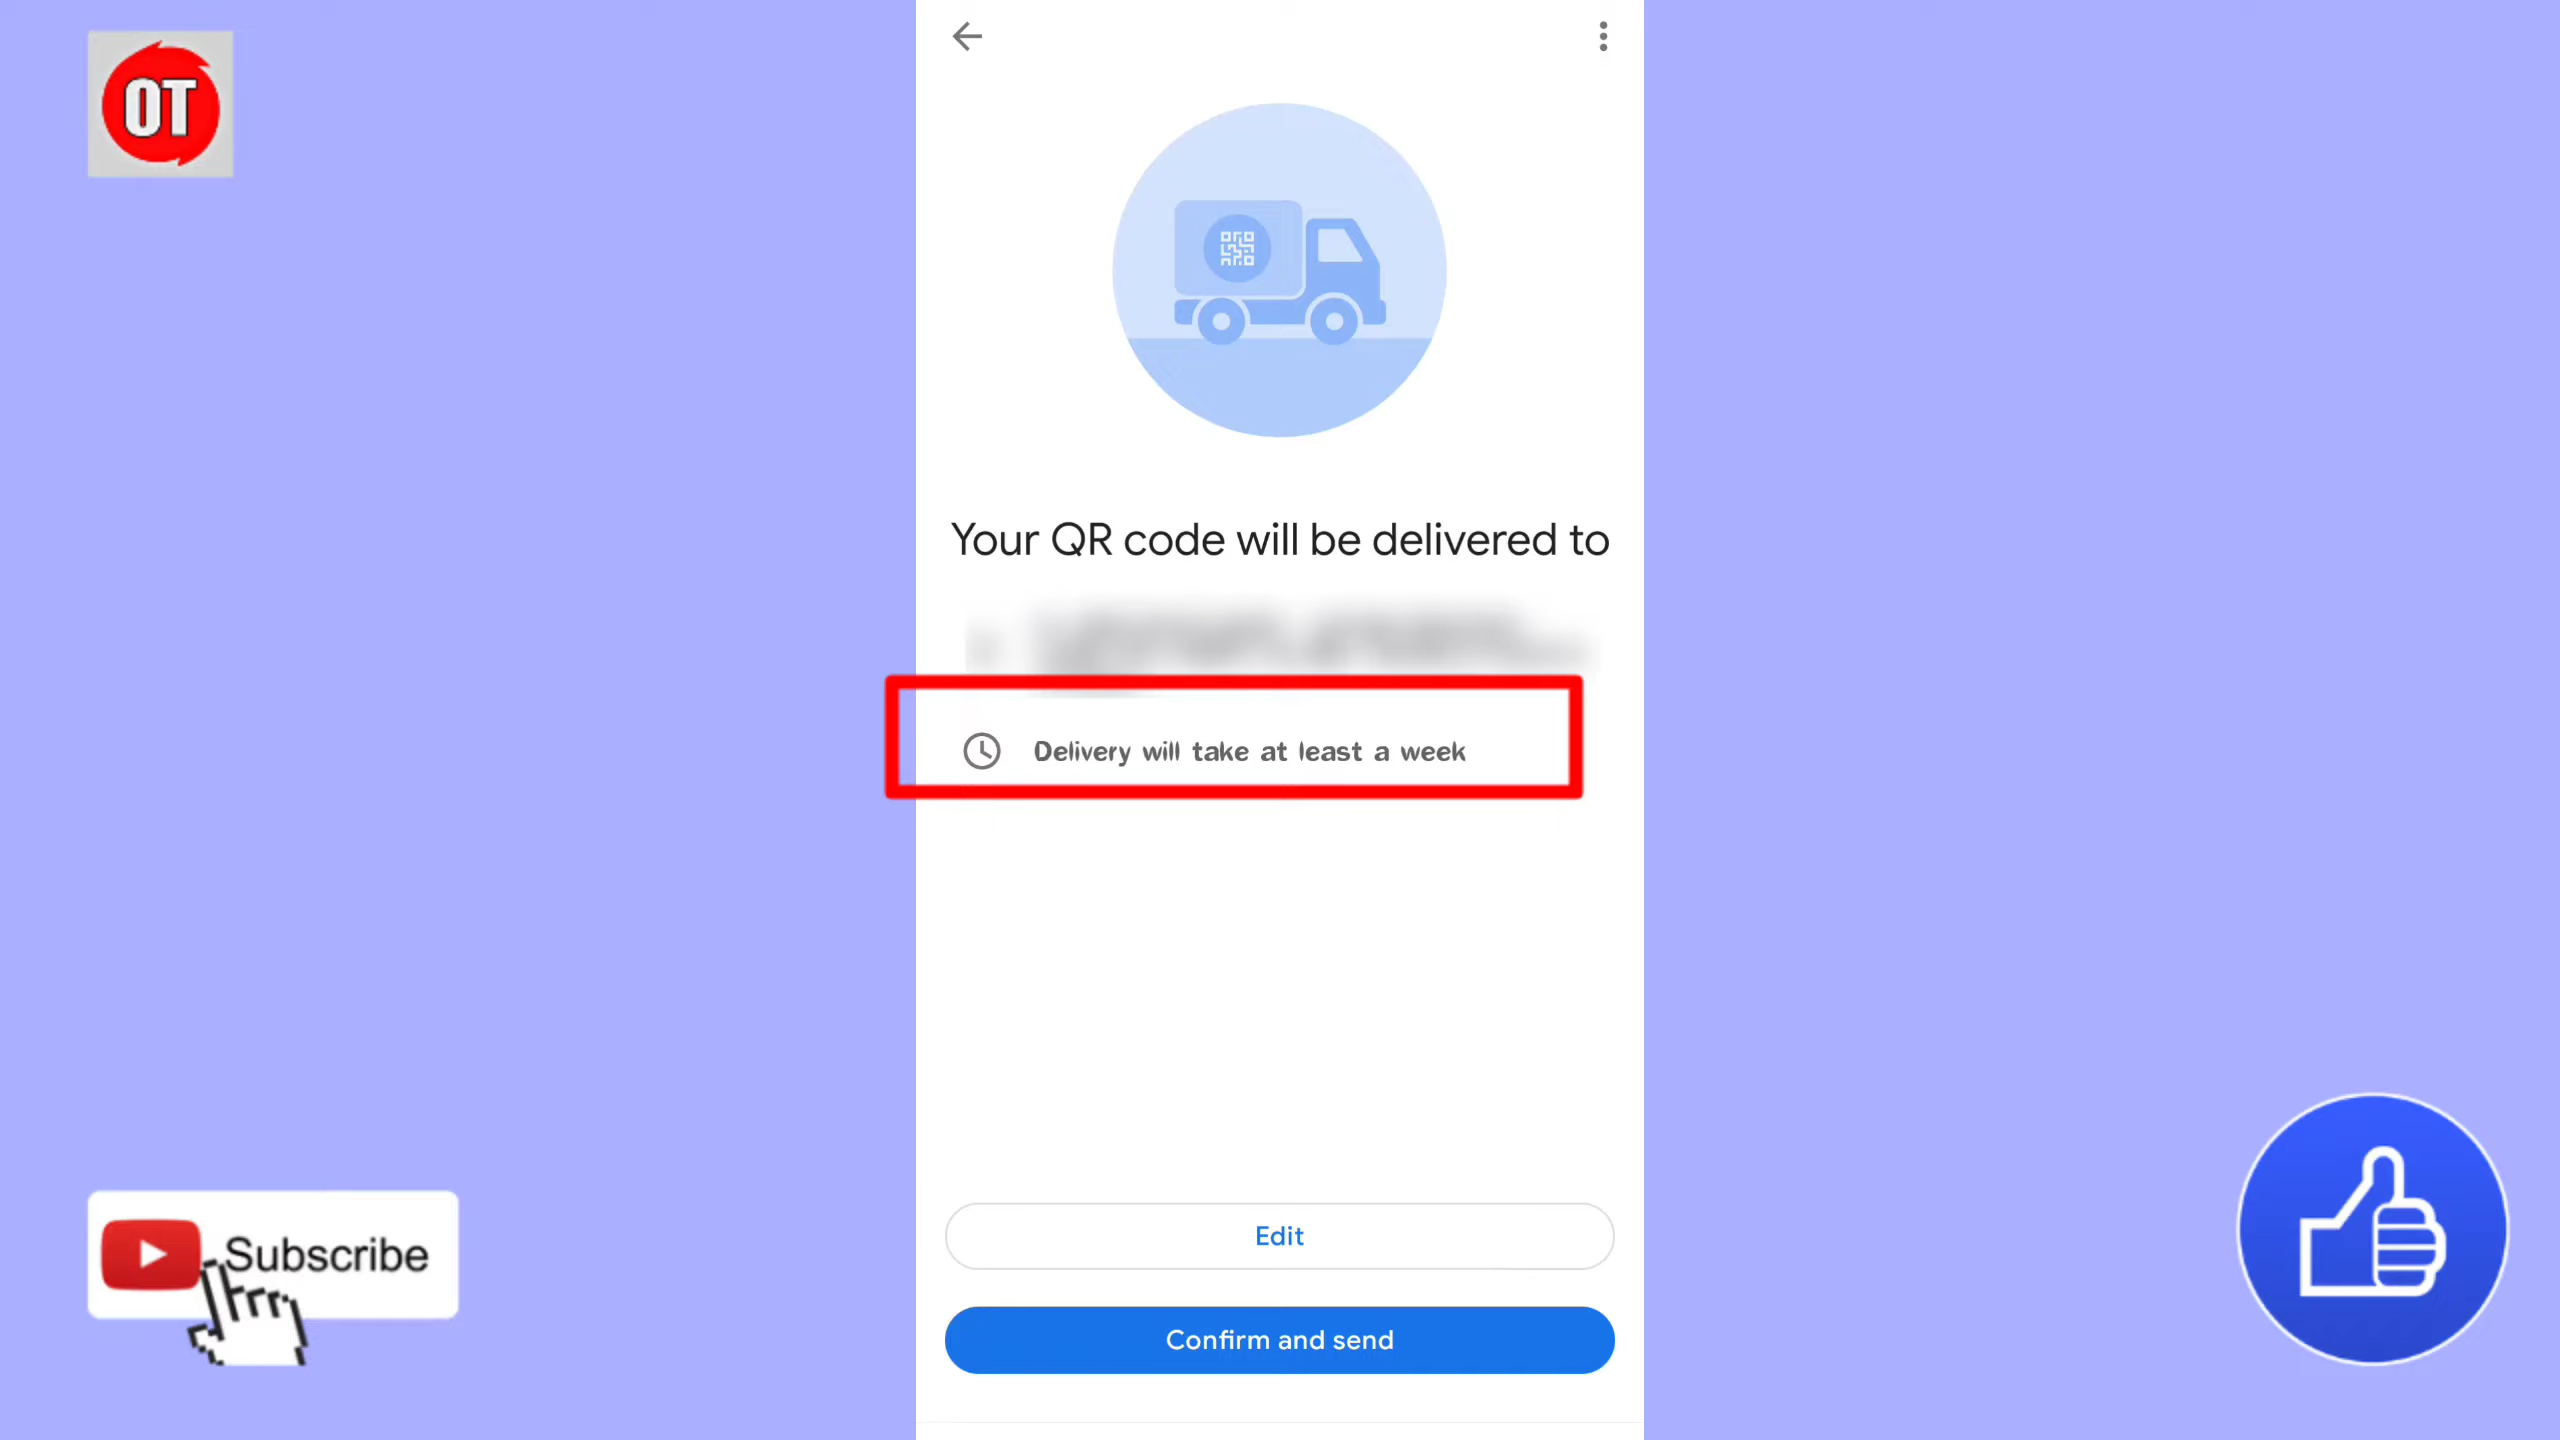 OT
Your QR code will be delivered to
Delivery will take at least a week
Edit
Confirm and send
Subscribe